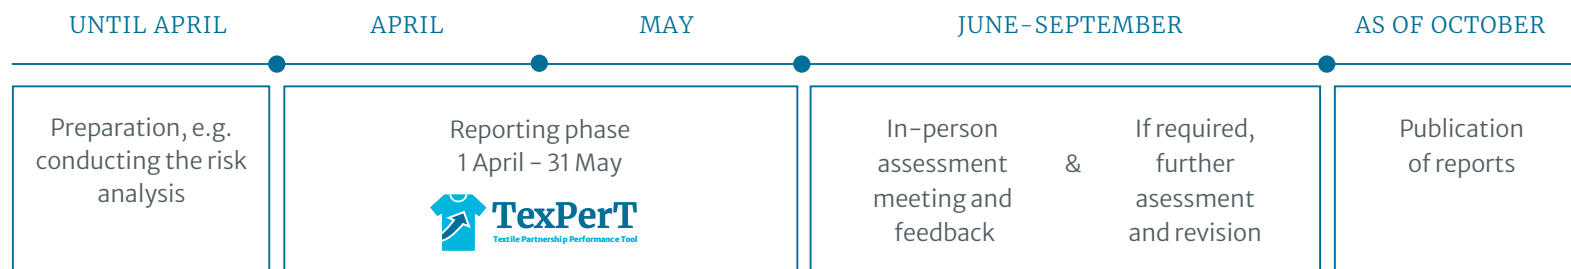 UNTIL APRIL
APRIL
MAY
JUNE-SEPTEMBER
AS OF OCTOBER
Preparation, e.g.
conducting the risk
analysis
Reporting phase
1 April - 31 May
TexPerT
Textile Partnership Performance Tool
In-person
assessment
meeting and
feedback
&
If required,
further
asessment
and revision
Publication
of reports